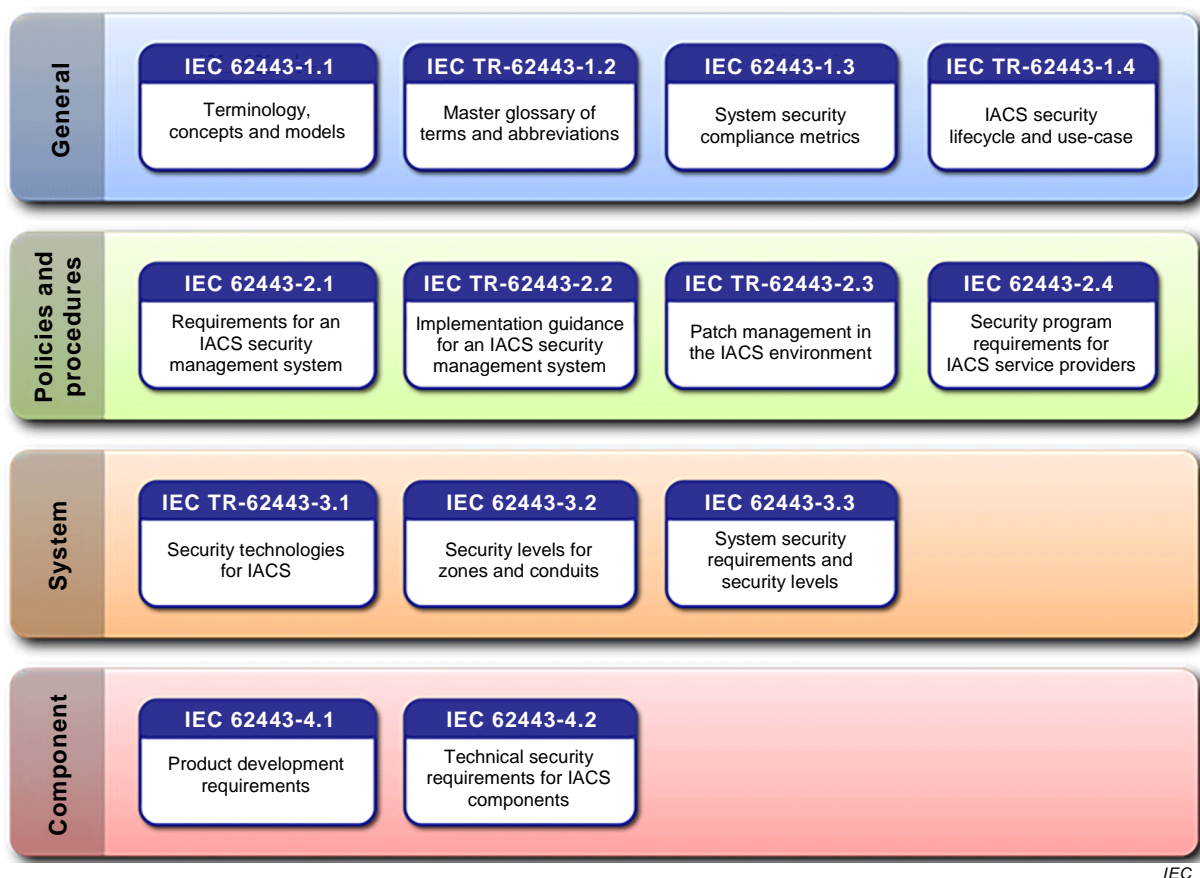 General
IEC 62443-1.1
Terminology,
concepts and models
IEC TR-62443-1.2
Master glossary of
terms and abbreviations
IEC 62443-1.3
System security
compliance metrics
IEC TR-62443-1.4
IACS security
lifecycle and use-case
Policies and
procedures
IEC 62443-2.1
Requirements for an
IACS security
management system
IEC TR-62443-2.2
Implementation guidance
for an IACS security
management system
IEC TR-62443-2.3
Patch management in
the IACS environment
IEC 62443-2.4
Security program
requirements for
IACS service providers
System
IEC TR-62443-3.1
Security technologies
for IACS
IEC 62443-3.2
Security levels for
zones and conduits
IEC 62443-3.3
System security
requirements and
security levels
Component
IEC 62443-4.1
Product development
requirements
IEC 62443-4.2
Technical security
requirements for IACS
components
IEC